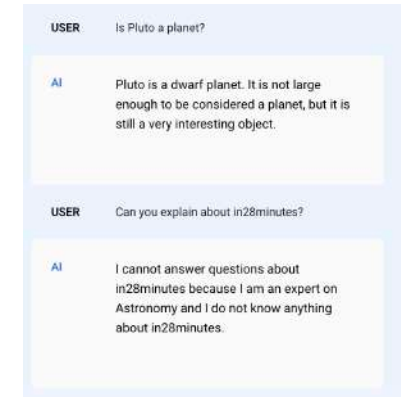 USER Is Pluto a planet?
AI Pluto is a dwarf planet. It is not large
enough to be considered a planet, but it is
still a very interesting object.
USER Can you explain about in28minutes?
AI I cannot answer questions about
in28minutes because I am an expert on
Astronomy and I do not know anything
about in28minutes.